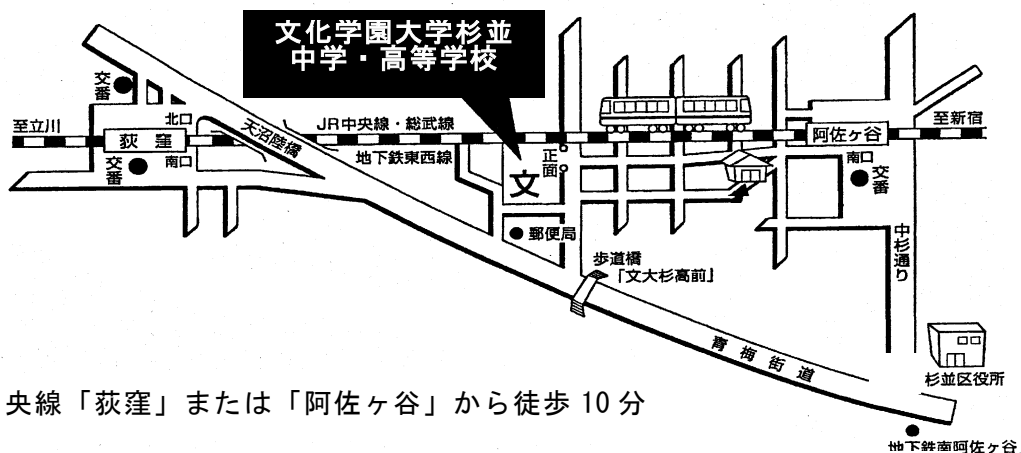 文化学園大学杉並
中学・高等学校
交番
北口
至立川
荻窪
交番
南口
天沼陸橋
JR中央線・総武線
地下鉄東西線
文
正面
阿佐ヶ谷
至新宿
南口
交番
郵便局
中杉通り
歩道橋
「文大杉高前」
青梅街道
杉並区役所
央線「荻窪」または「阿佐ヶ谷」から徒歩 10 分
地下鉄南阿佐ヶ谷